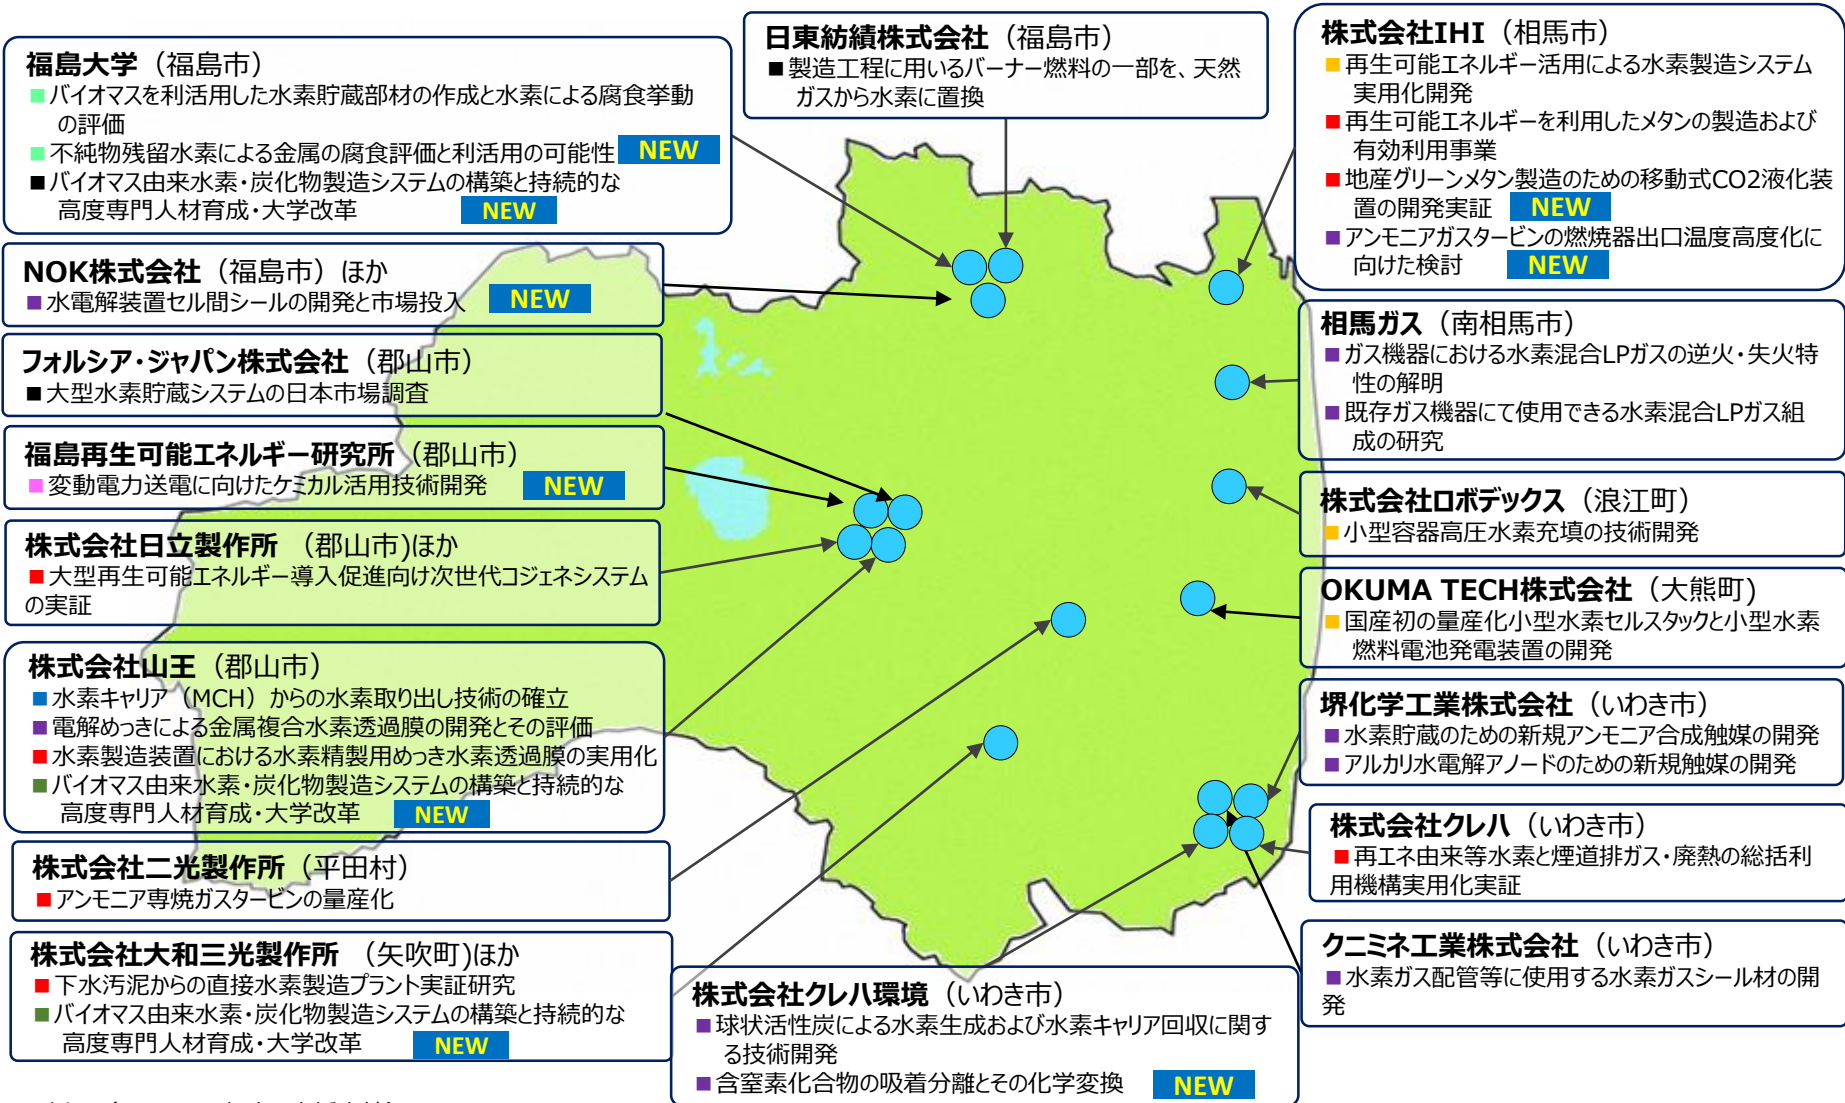 福島大学（福島市）
■バイオマスを利活用した水素貯蔵部材の作成と水素による腐食挙動
の評価
■不純物残留水素による金属の腐食評価と利活用の可能性 NEW
■バイオマス由来水素・炭化物製造システムの構築と持続的な
高度専門人材育成・大学改革 NEW
日東紡績株式会社（福島市）
■製造工程に用いるバーナー燃料の一部を、天然
ガスから水素に置換
株式会社IHI（相馬市）
■再生可能エネルギー活用による水素製造システム
実用化開発
■再生可能エネルギーを利用したメタンの製造および
有効利用事業
■地産グリーンメタン製造のための移動式CO2液化装
置の開発実証 NEW
■アンモニアガスタービンの燃焼器出口温度高度化に
向けた検討 NEW
NOK株式会社（福島市）ほか
■水電解装置セル間シールの開発と市場投入 NEW
フォルシア・ジャパン株式会社（郡山市）
■大型水素貯蔵システムの日本市場調査
福島再生可能エネルギー研究所（郡山市）
■変動電力送電に向けたケミカル活用技術開発 NEW
株式会社日立製作所 （郡山市)ほか
■大型再生可能エネルギー導入促進向け次世代コジェネシステム
の実証
株式会社山王（郡山市）
■水素キャリア（MCH）からの水素取り出し技術の確立
■電解めっきによる金属複合水素透過膜の開発とその評価
■水素製造装置における水素精製用めっき水素透過膜の実用化
■バイオマス由来水素・炭化物製造システムの構築と持続的な
高度専門人材育成・大学改革 NEW
株式会社二光製作所（平田村）
■アンモニア専焼ガスタービンの量産化
株式会社大和三光製作所 （矢吹町)ほか
■下水汚泥からの直接水素製造プラント実証研究
■バイオマス由来水素・炭化物製造システムの構築と持続的な
高度専門人材育成・大学改革 NEW
相馬ガス（南相馬市）
■ガス機器における水素混合LPガスの逆火・失火特
性の解明
■既存ガス機器にて使用できる水素混合LPガス組
成の研究
株式会社ロボデックス（浪江町）
■小型容器高圧水素充填の技術開発
OKUMA TECH株式会社（大熊町)
■国産初の量産化小型水素セルスタックと小型水素
燃料電池発電装置の開発
堺化学工業株式会社（いわき市）
■水素貯蔵のための新規アンモニア合成触媒の開発
■アルカリ水電解アノードのための新規触媒の開発
株式会社クレハ（いわき市）
■再エネ由来等水素と煙道排ガス・廃熱の総括利
用機構実用化実証
クニミネ工業株式会社（いわき市）
■水素ガス配管等に使用する水素ガスシール材の開
発
株式会社クレハ環境（いわき市）
■球状活性炭による水素生成および水素キャリア回収に関す
る技術開発
■含窒素化合物の吸着分離とその化学変換 NEW